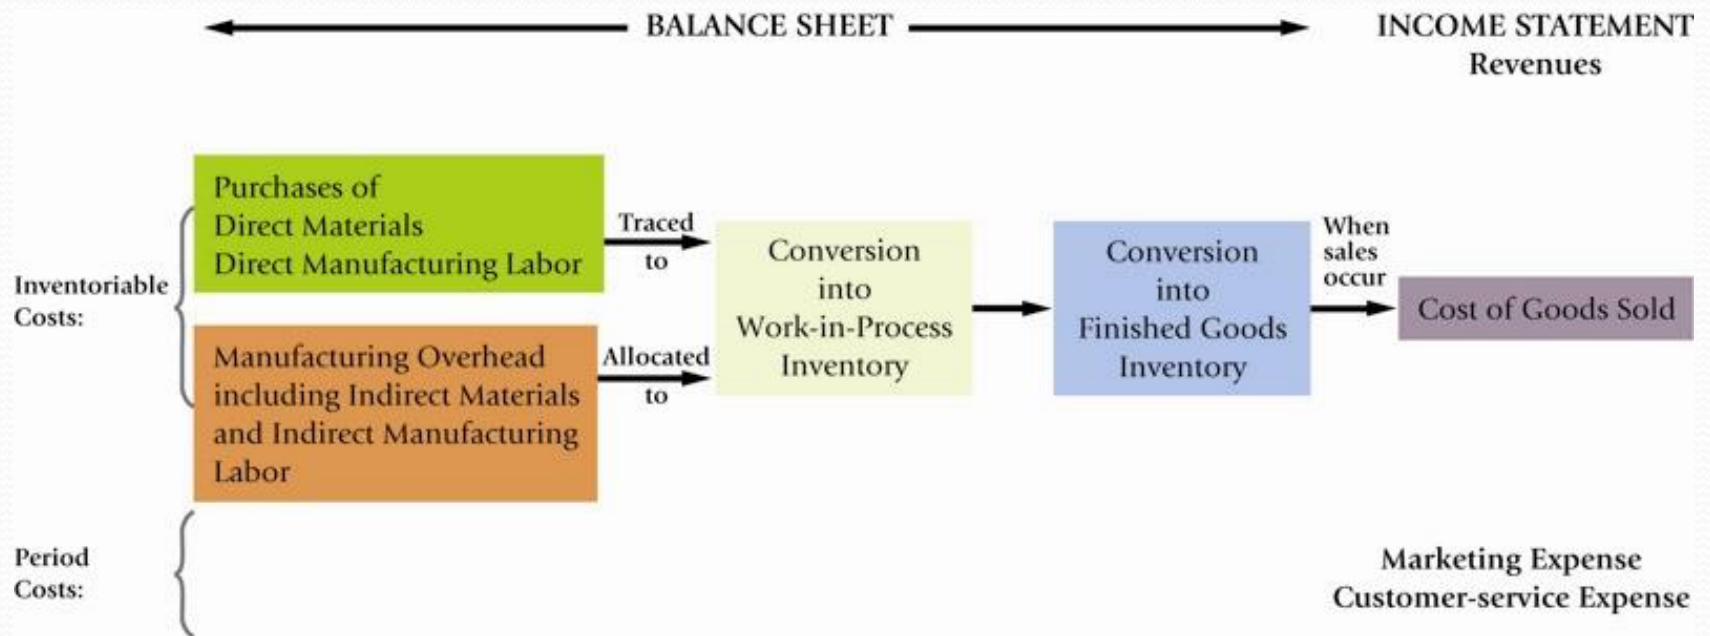 BALANCE SHEET
INCOME STATEMENT
Revenues
Inventoriable
Costs:
Purchases of
Direct Materials
Direct Manufacturing Labor
Traced
to
Manufacturing Overhead
including Indirect Materials
and Indirect Manufacturing
Labor
Allocated
to
Conversion
into
Work-in-Process
Inventory
Conversion
into
Finished Goods
Inventory
When
sales
occur
Cost of Goods Sold
Period
Costs:
Marketing Expense
Customer-service Expense